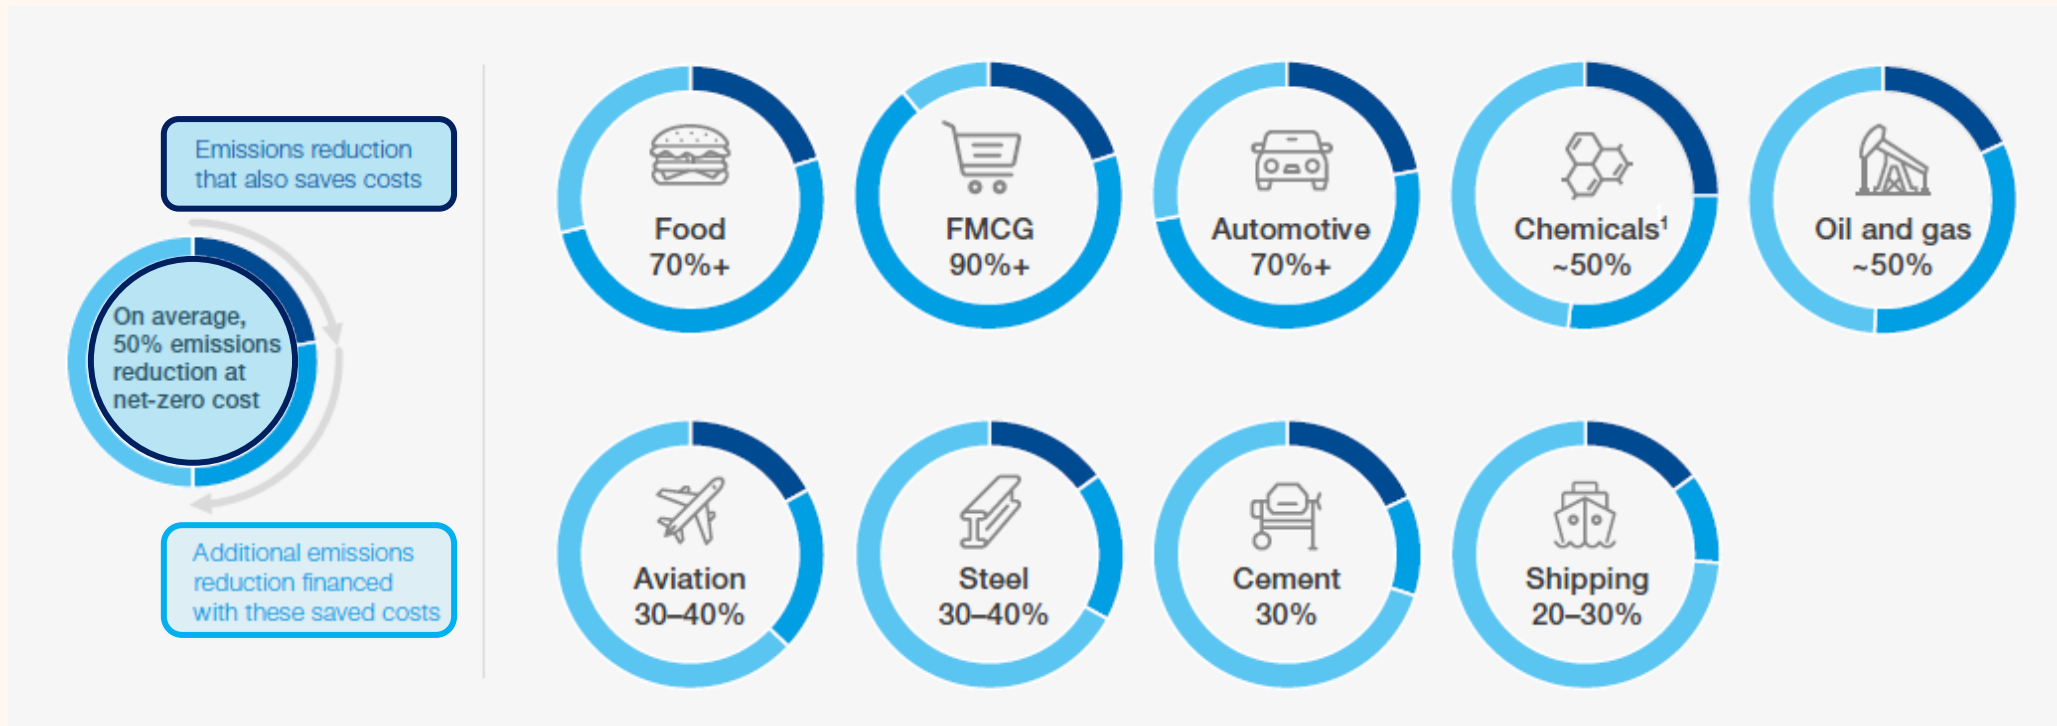 Emissions reduction
that also saves costs
On average,
50% emissions
reduction at
net-zero cost
Additional emissions
reduction financed
with these saved costs
Food
70%+
FMCG
90%+
Automotive
70%+
Chemicals¹
~50%
Oil and gas
~50%
Aviation
30–40%
Steel
30–40%
Cement
30%
Shipping
20–30%